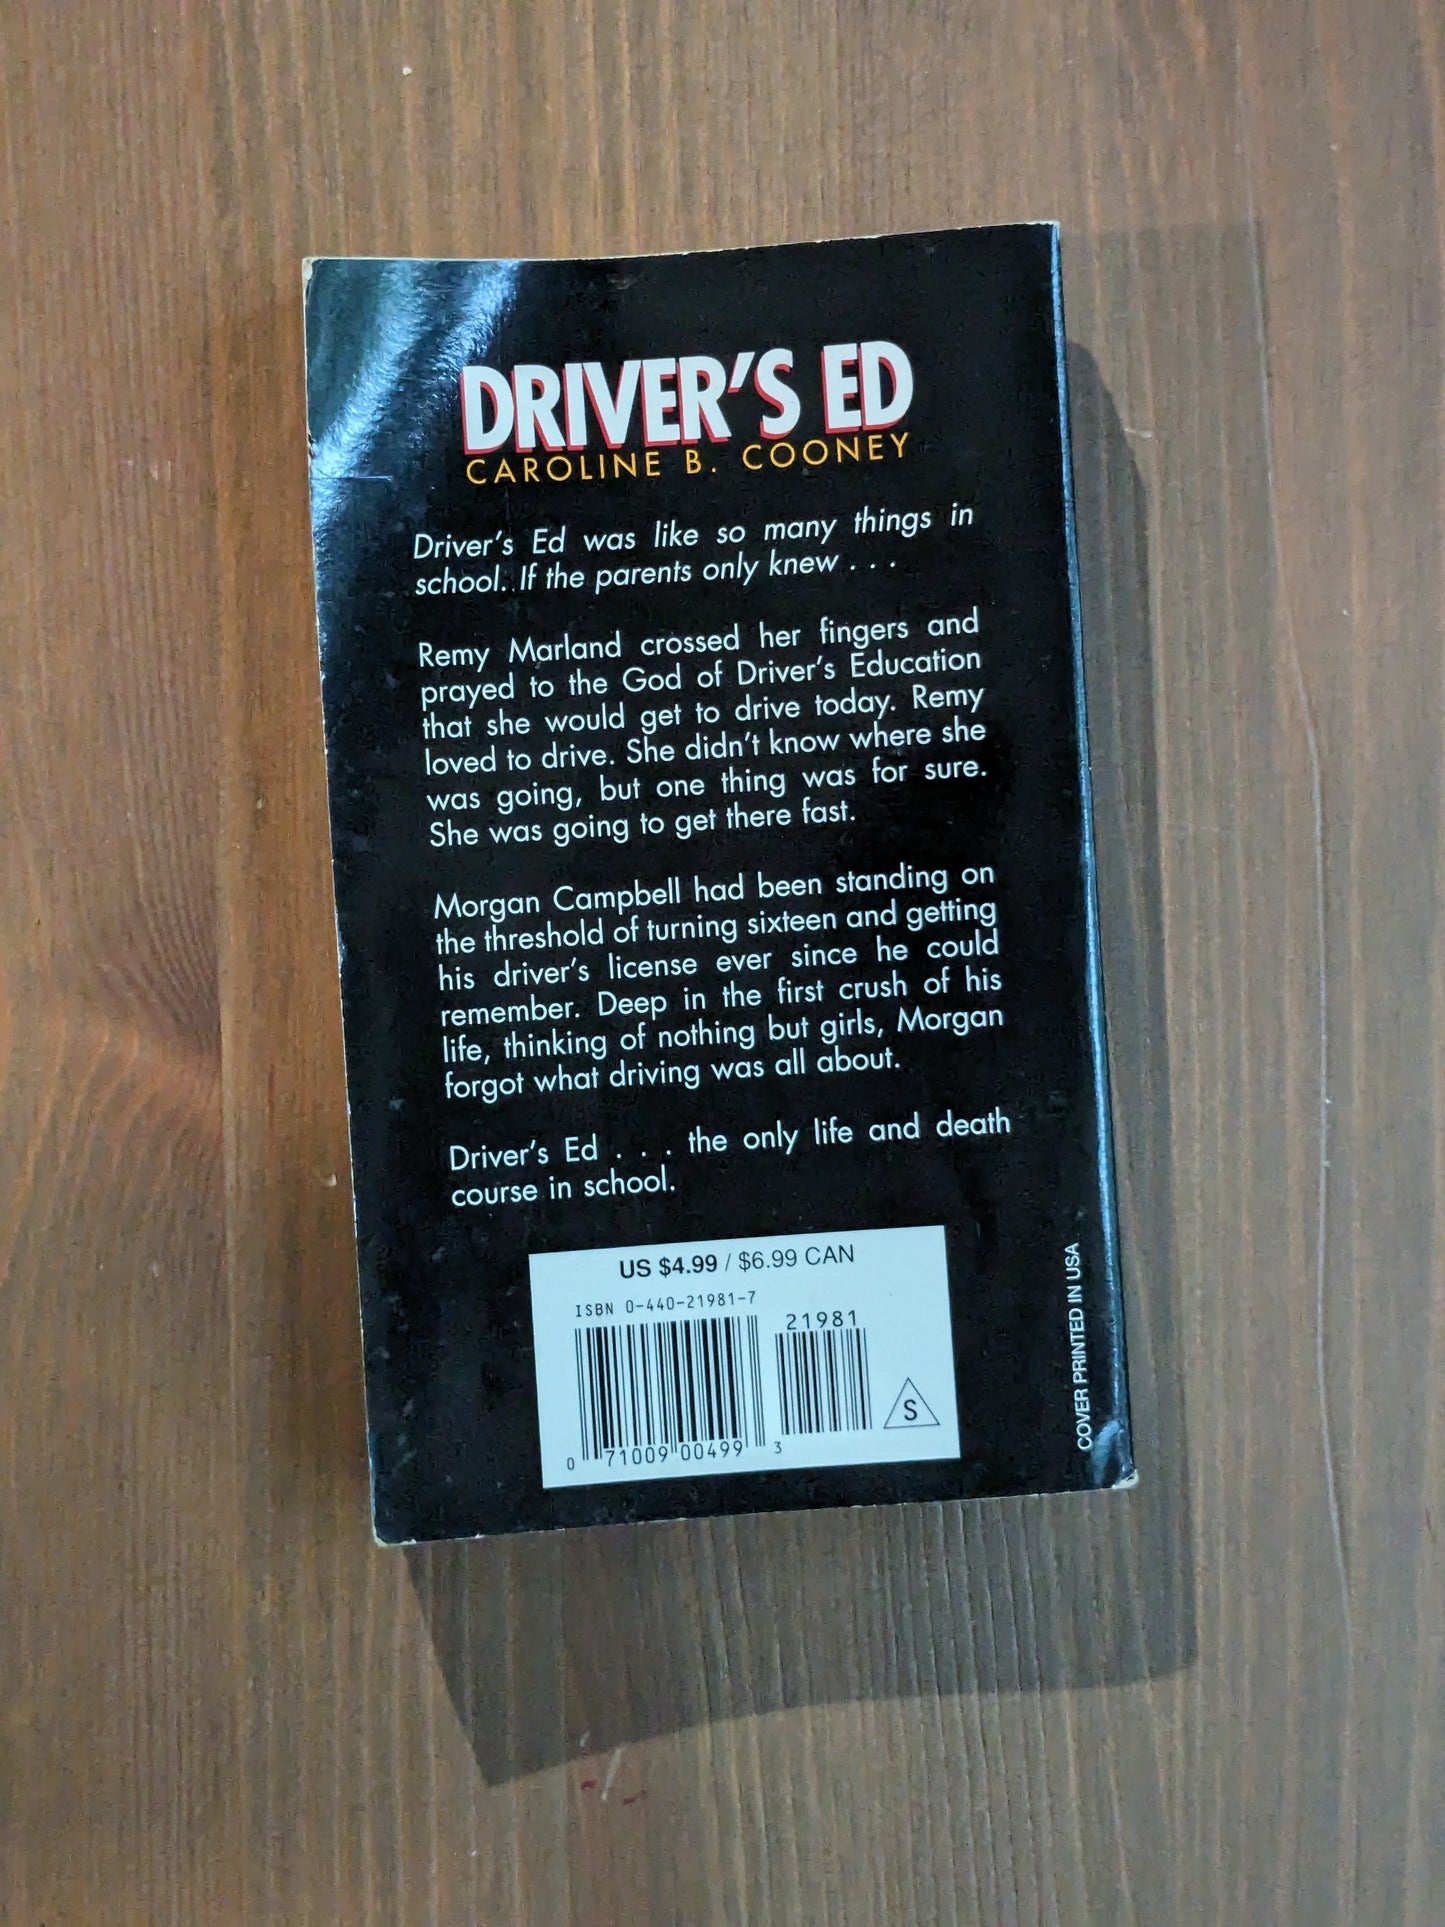 DRIVER'S ED
CAROLINE B. COONEY
Driver's Ed was like so many things in
school. If the parents only knew . . .
Remy Marland crossed her fingers and
prayed to the God of Driver's Education
that she would get to drive today. Remy
loved to drive. She didn't know where she
was going, but one thing was for sure.
She was going to get there fast.
Morgan Campbell had been standing on
the threshold of turning sixteen and getting
his driver's license ever since he could
remember. Deep in the first crush of his
life, thinking of nothing but girls, Morgan
forgot what driving was all about.
Driver's Ed . . . the only life and death
course in school.
US $4.99 / $6.99 CAN
ISBN 0-440-21981-7
21981
0 71009 00499 3
S
COVER PRINTED IN USA